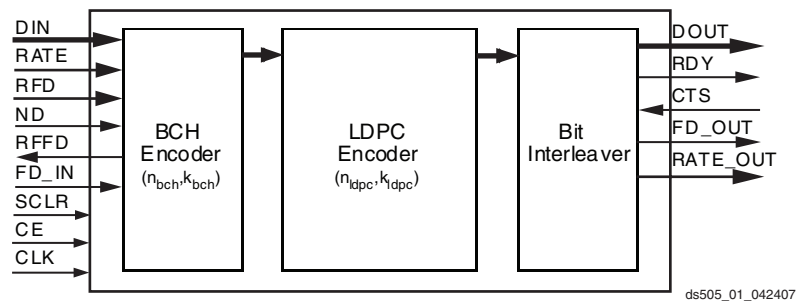 DIN
RATE
RFD
ND
RFFD
FD_IN
SCLR
CE
CLK
BCH
Encoder
(nbch,kbch)
LDPC
Encoder
(nldpc,kldpc)
Bit
Interleaver
DOUT
RDY
CTS
FD_OUT
RATE_OUT
ds505_01_042407